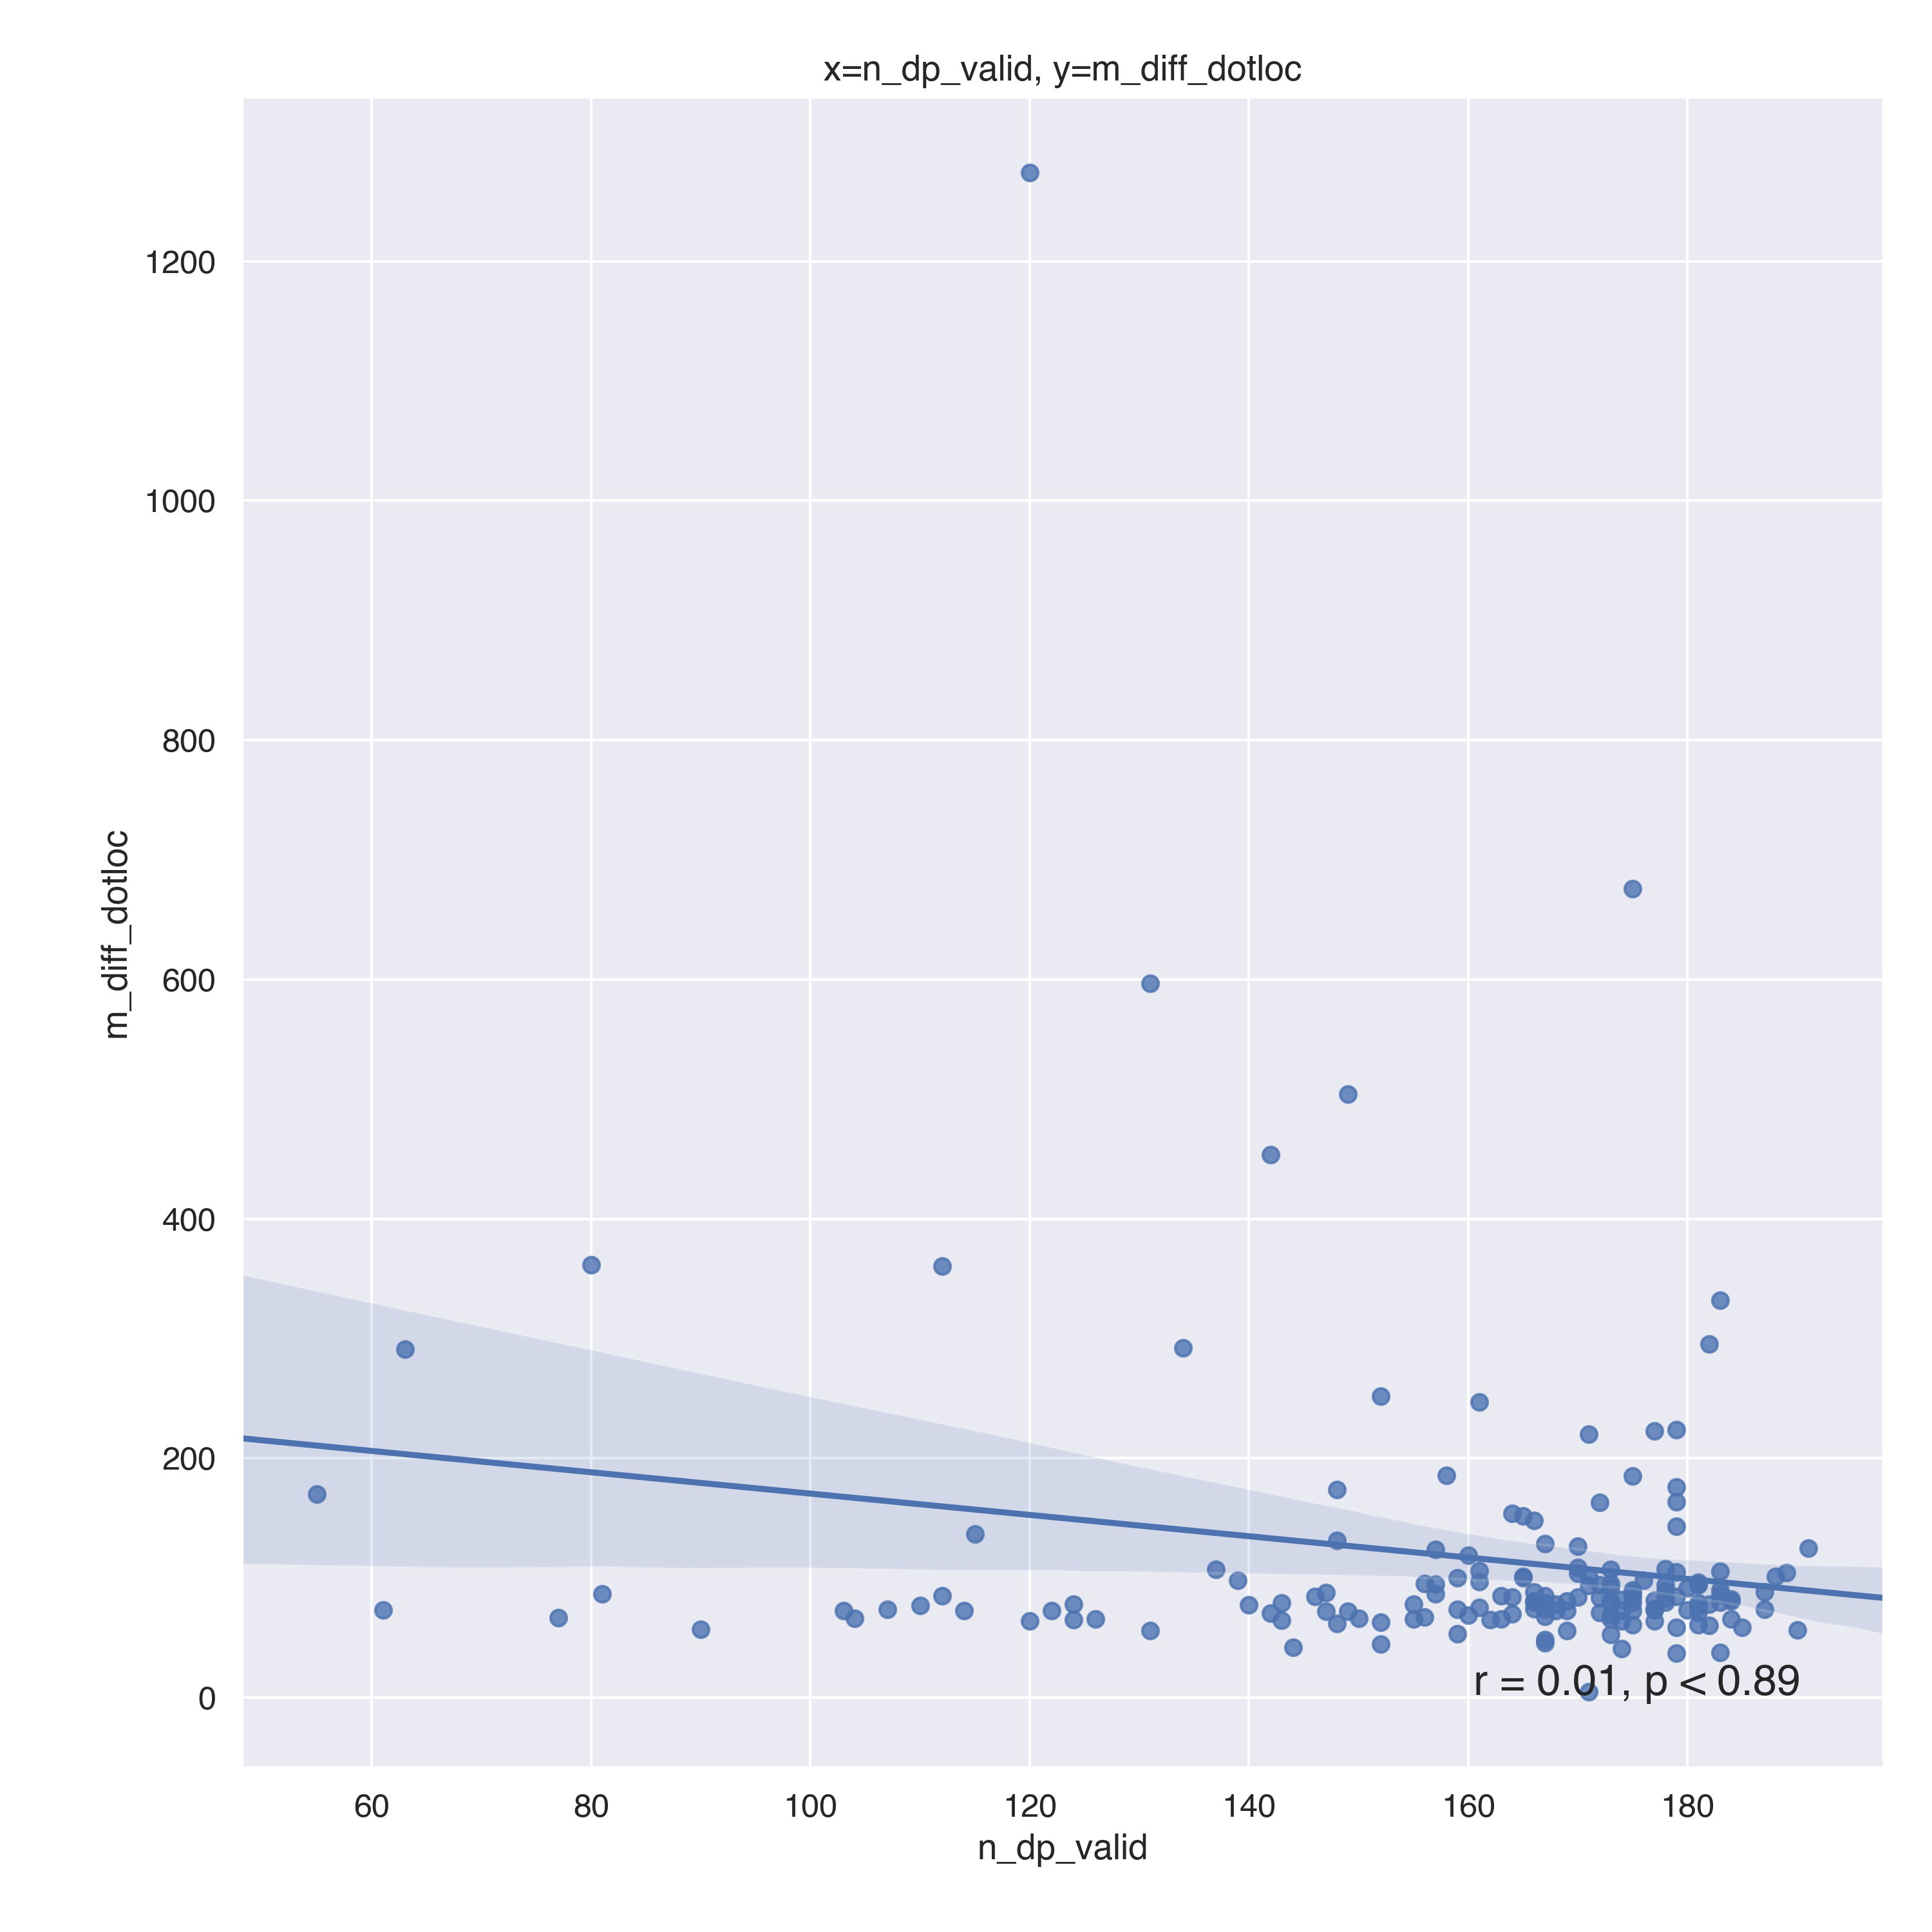 x=n_dp_valid, y=m_diff_dotloc
1200
1000
800
600
400
200
0
m_diff_dotloc
r = 0.01, p < 0.89
60 80 100 120 140 160 180
n_dp_valid